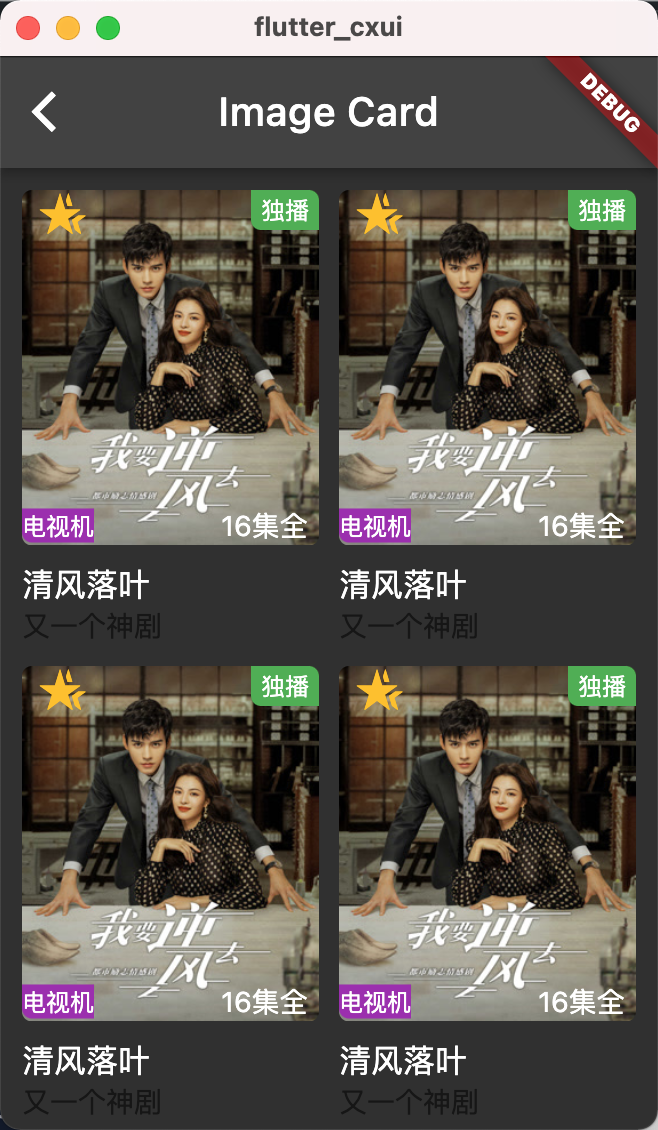 flutter_cxui
Image Card
DEBUG
独播
独播
我要逆风去
都市励志情感剧
我要逆风去
都市励志情感剧
电视机
16集全
电视机
16集全
清风落叶
清风落叶
又一个神剧
又一个神剧
独播
独播
我要逆风去
都市励志情感剧
我要逆风去
都市励志情感剧
电视机
16集全
电视机
16集全
清风落叶
清风落叶
又一个神剧
又一个神剧